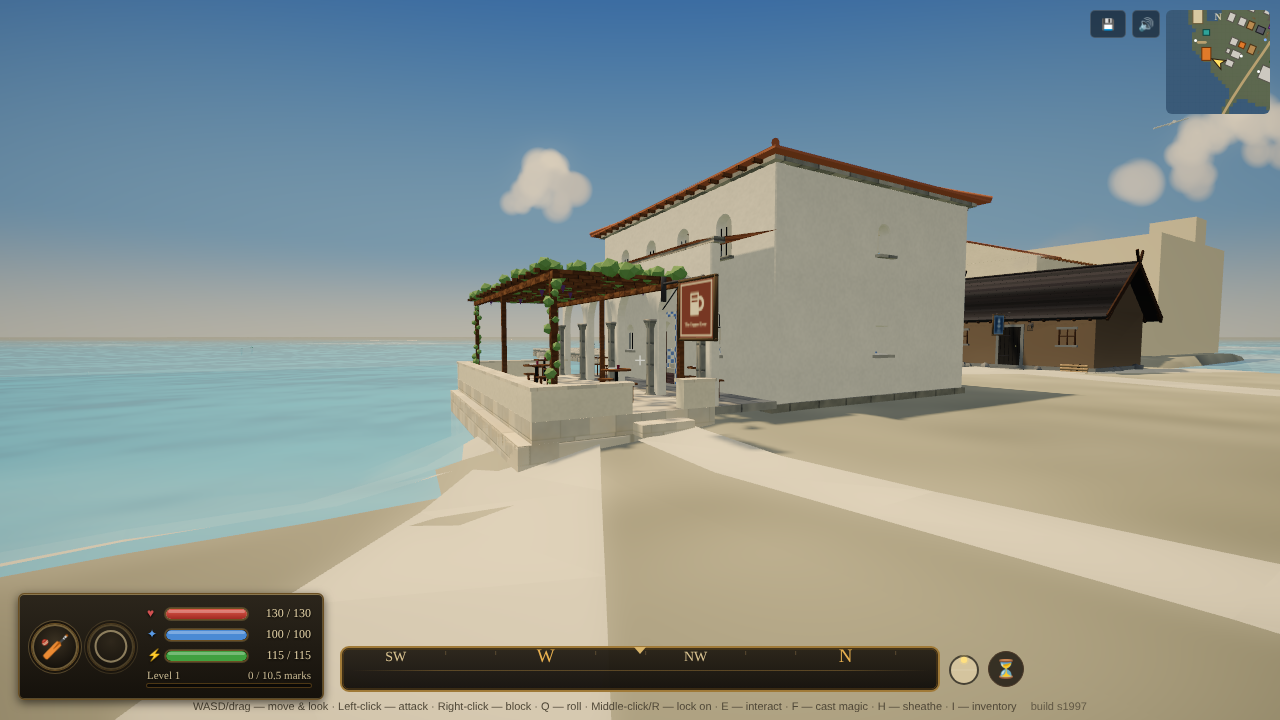 N
130 / 130
100 / 100
115 / 115
Level 1
0 / 10.5 marks
SW
W
NW
N
WASD/drag — move & look · Left-click — attack · Right-click — block · Q — roll · Middle-click/R — lock on · E — interact · F — cast magic · H — sheathe · I — inventory build s1997